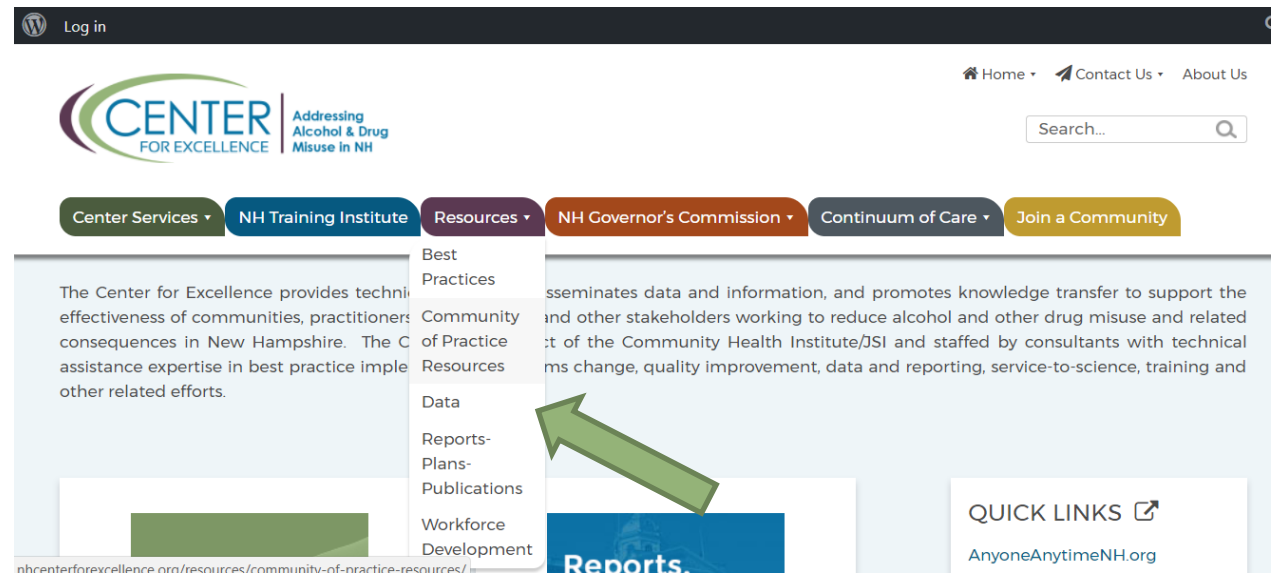 Log in
Home
Contact Us
About Us
CENTER
FOR EXCELLENCE
Addressing
Alcohol & Drug
Misuse in NH
Search...
Center Services
NH Training Institute
Resources
NH Governor's Commission
Continuum of Care
Join a Community
Best
Practices
Community
of Practice
Resources
Data
Reports-
Plans-
Publications
Workforce
Development
The Center for Excellence provides techni sseminates data and information, and promotes knowledge transfer to support the
effectiveness of communities, practitioners and other stakeholders working to reduce alcohol and other drug misuse and related
consequences in New Hampshire. The C ct of the Community Health Institute/JSI and staffed by consultants with technical
assistance expertise in best practice imple ms change, quality improvement, data and reporting, service-to-science, training and
other related efforts.
Reports,
QUICK LINKS
AnyoneAnytimeNH.org
nhcenterforexcellence.org/resources/community-of-practice-resources/